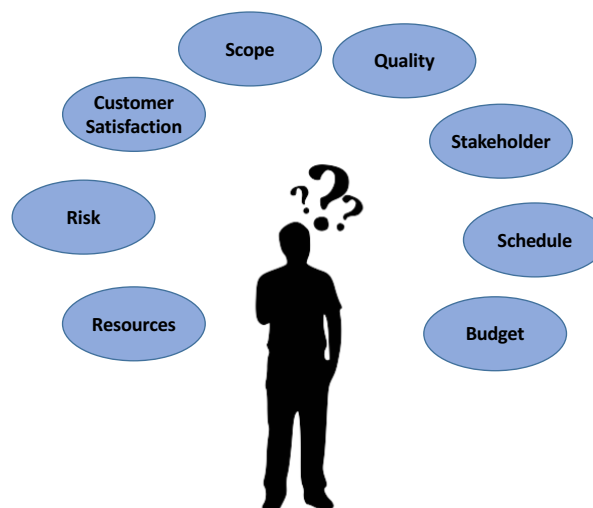 Scope
Quality
Customer
Satisfaction
Stakeholder
Risk
Schedule
Resources
Budget
? ? ?